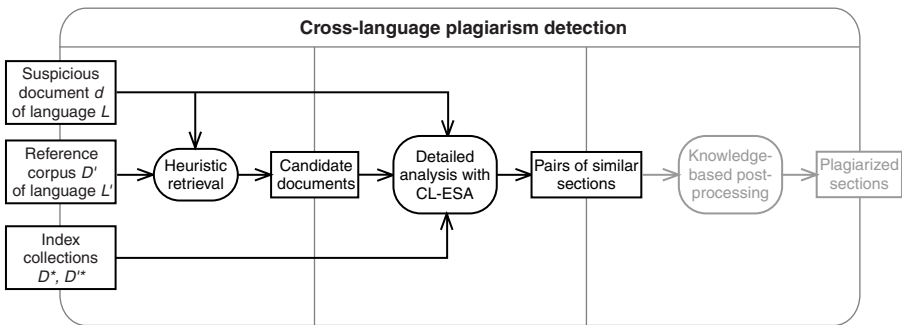 Cross-language plagiarism detection
Suspicious
document d
of language L
Reference
corpus D'
of language L'
Index
collections
D*, D'*
Heuristic
retrieval
Candidate
documents
Detailed
analysis with
CL-ESA
Pairs of similar
sections
Knowledge-
based post-
processing
Plagiarized
sections